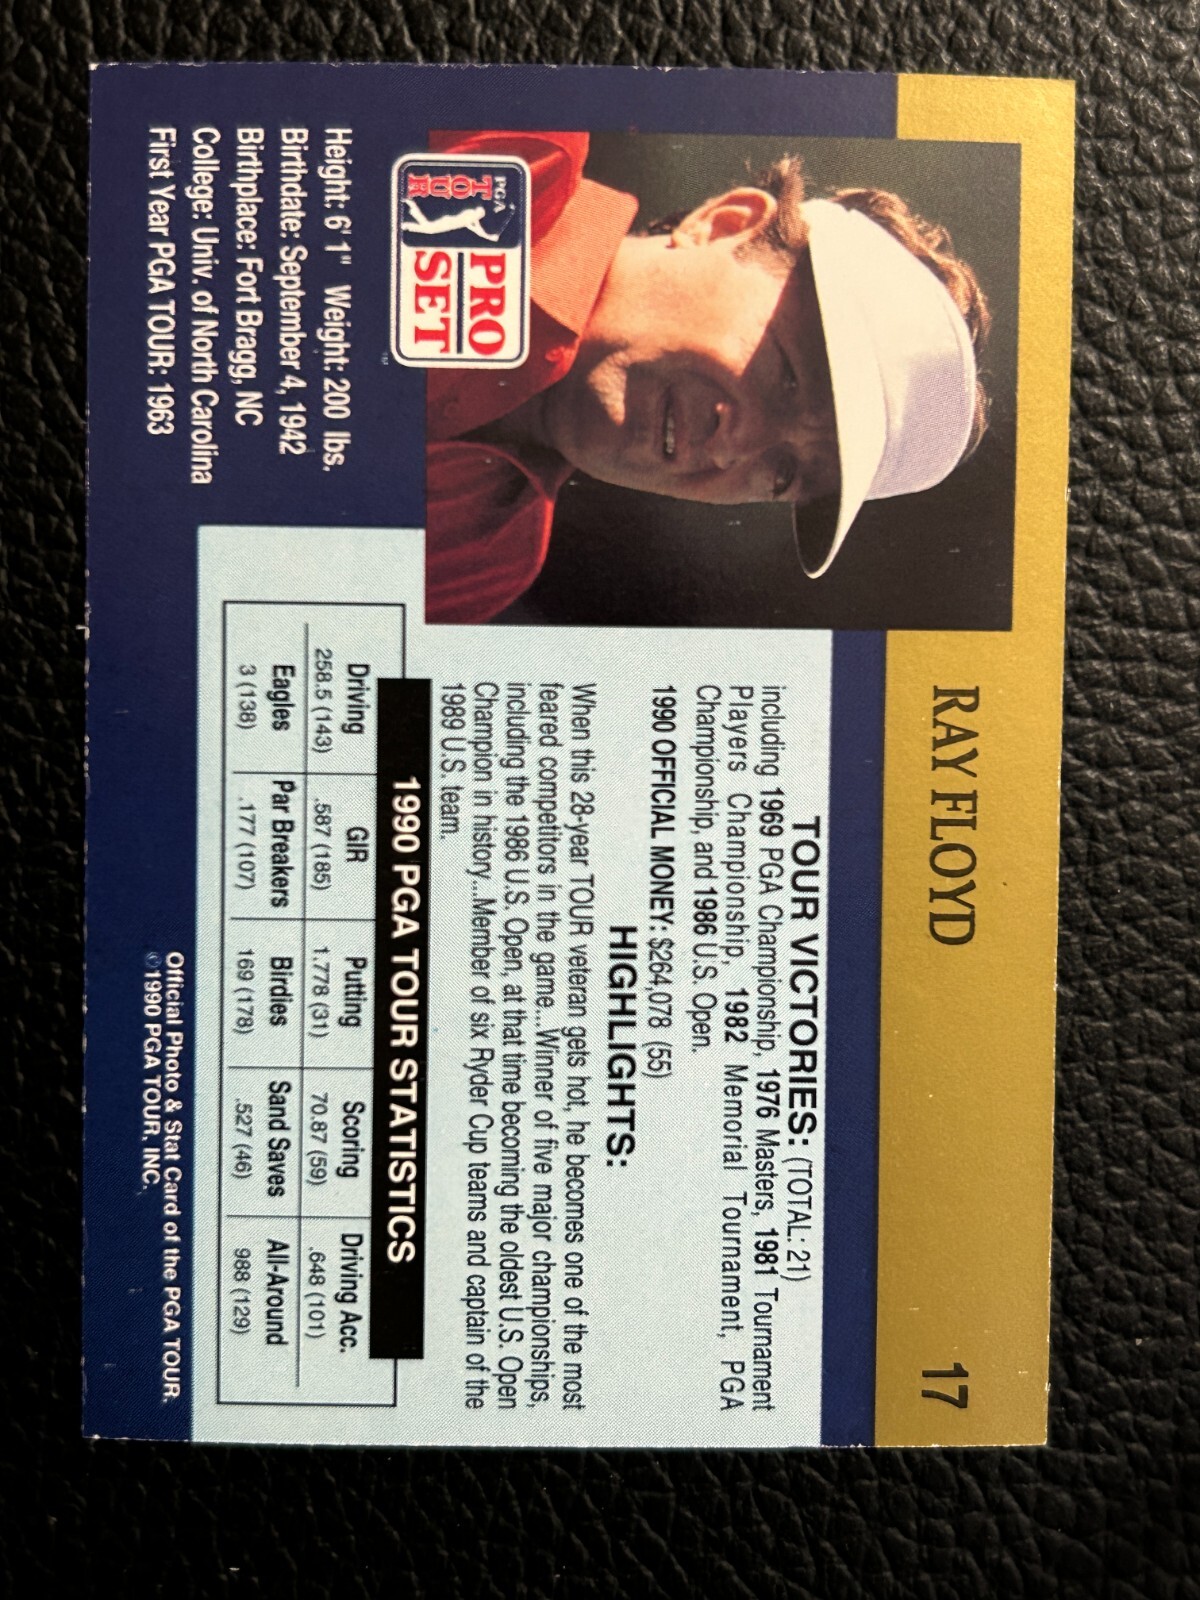 RAY FLOYD
17
TOUR VICTORIES: (TOTAL: 21)
including 1969 PGA Championship, 1976 Masters, 1981 Tournament
Players Championship, 1982 Memorial Tournament, PGA
Championship, and 1986 U.S. Open.
1990 OFFICIAL MONEY: $264,078 (55)
HIGHLIGHTS:
When this 28-year TOUR veteran gets hot, he becomes one of the most
feared competitors in the game...Winner of five major championships,
including the 1986 U.S. Open, at that time becoming the oldest U.S. Open
Champion in history...Member of six Ryder Cup teams and captain of the
1989 U.S. team.
PGA
TOUR
PRO
SET
TM
Height: 6' 1" Weight: 200 lbs.
Birthdate: September 4, 1942
Birthplace: Fort Bragg, NC
College: Univ. of North Carolina
First Year PGA TOUR: 1963
1990 PGA TOUR STATISTICS
Driving GIR Putting Scoring Driving Acc.
258.5 (143) .587 (185) 1.778 (31) 70.87 (59) .648 (101)
Eagles Par Breakers Birdies Sand Saves All-Around
3 (138) .177 (107) 169 (178) .527 (46) 988 (129)
Official Photo & Stat Card of the PGA TOUR.
©1990 PGA TOUR, INC.